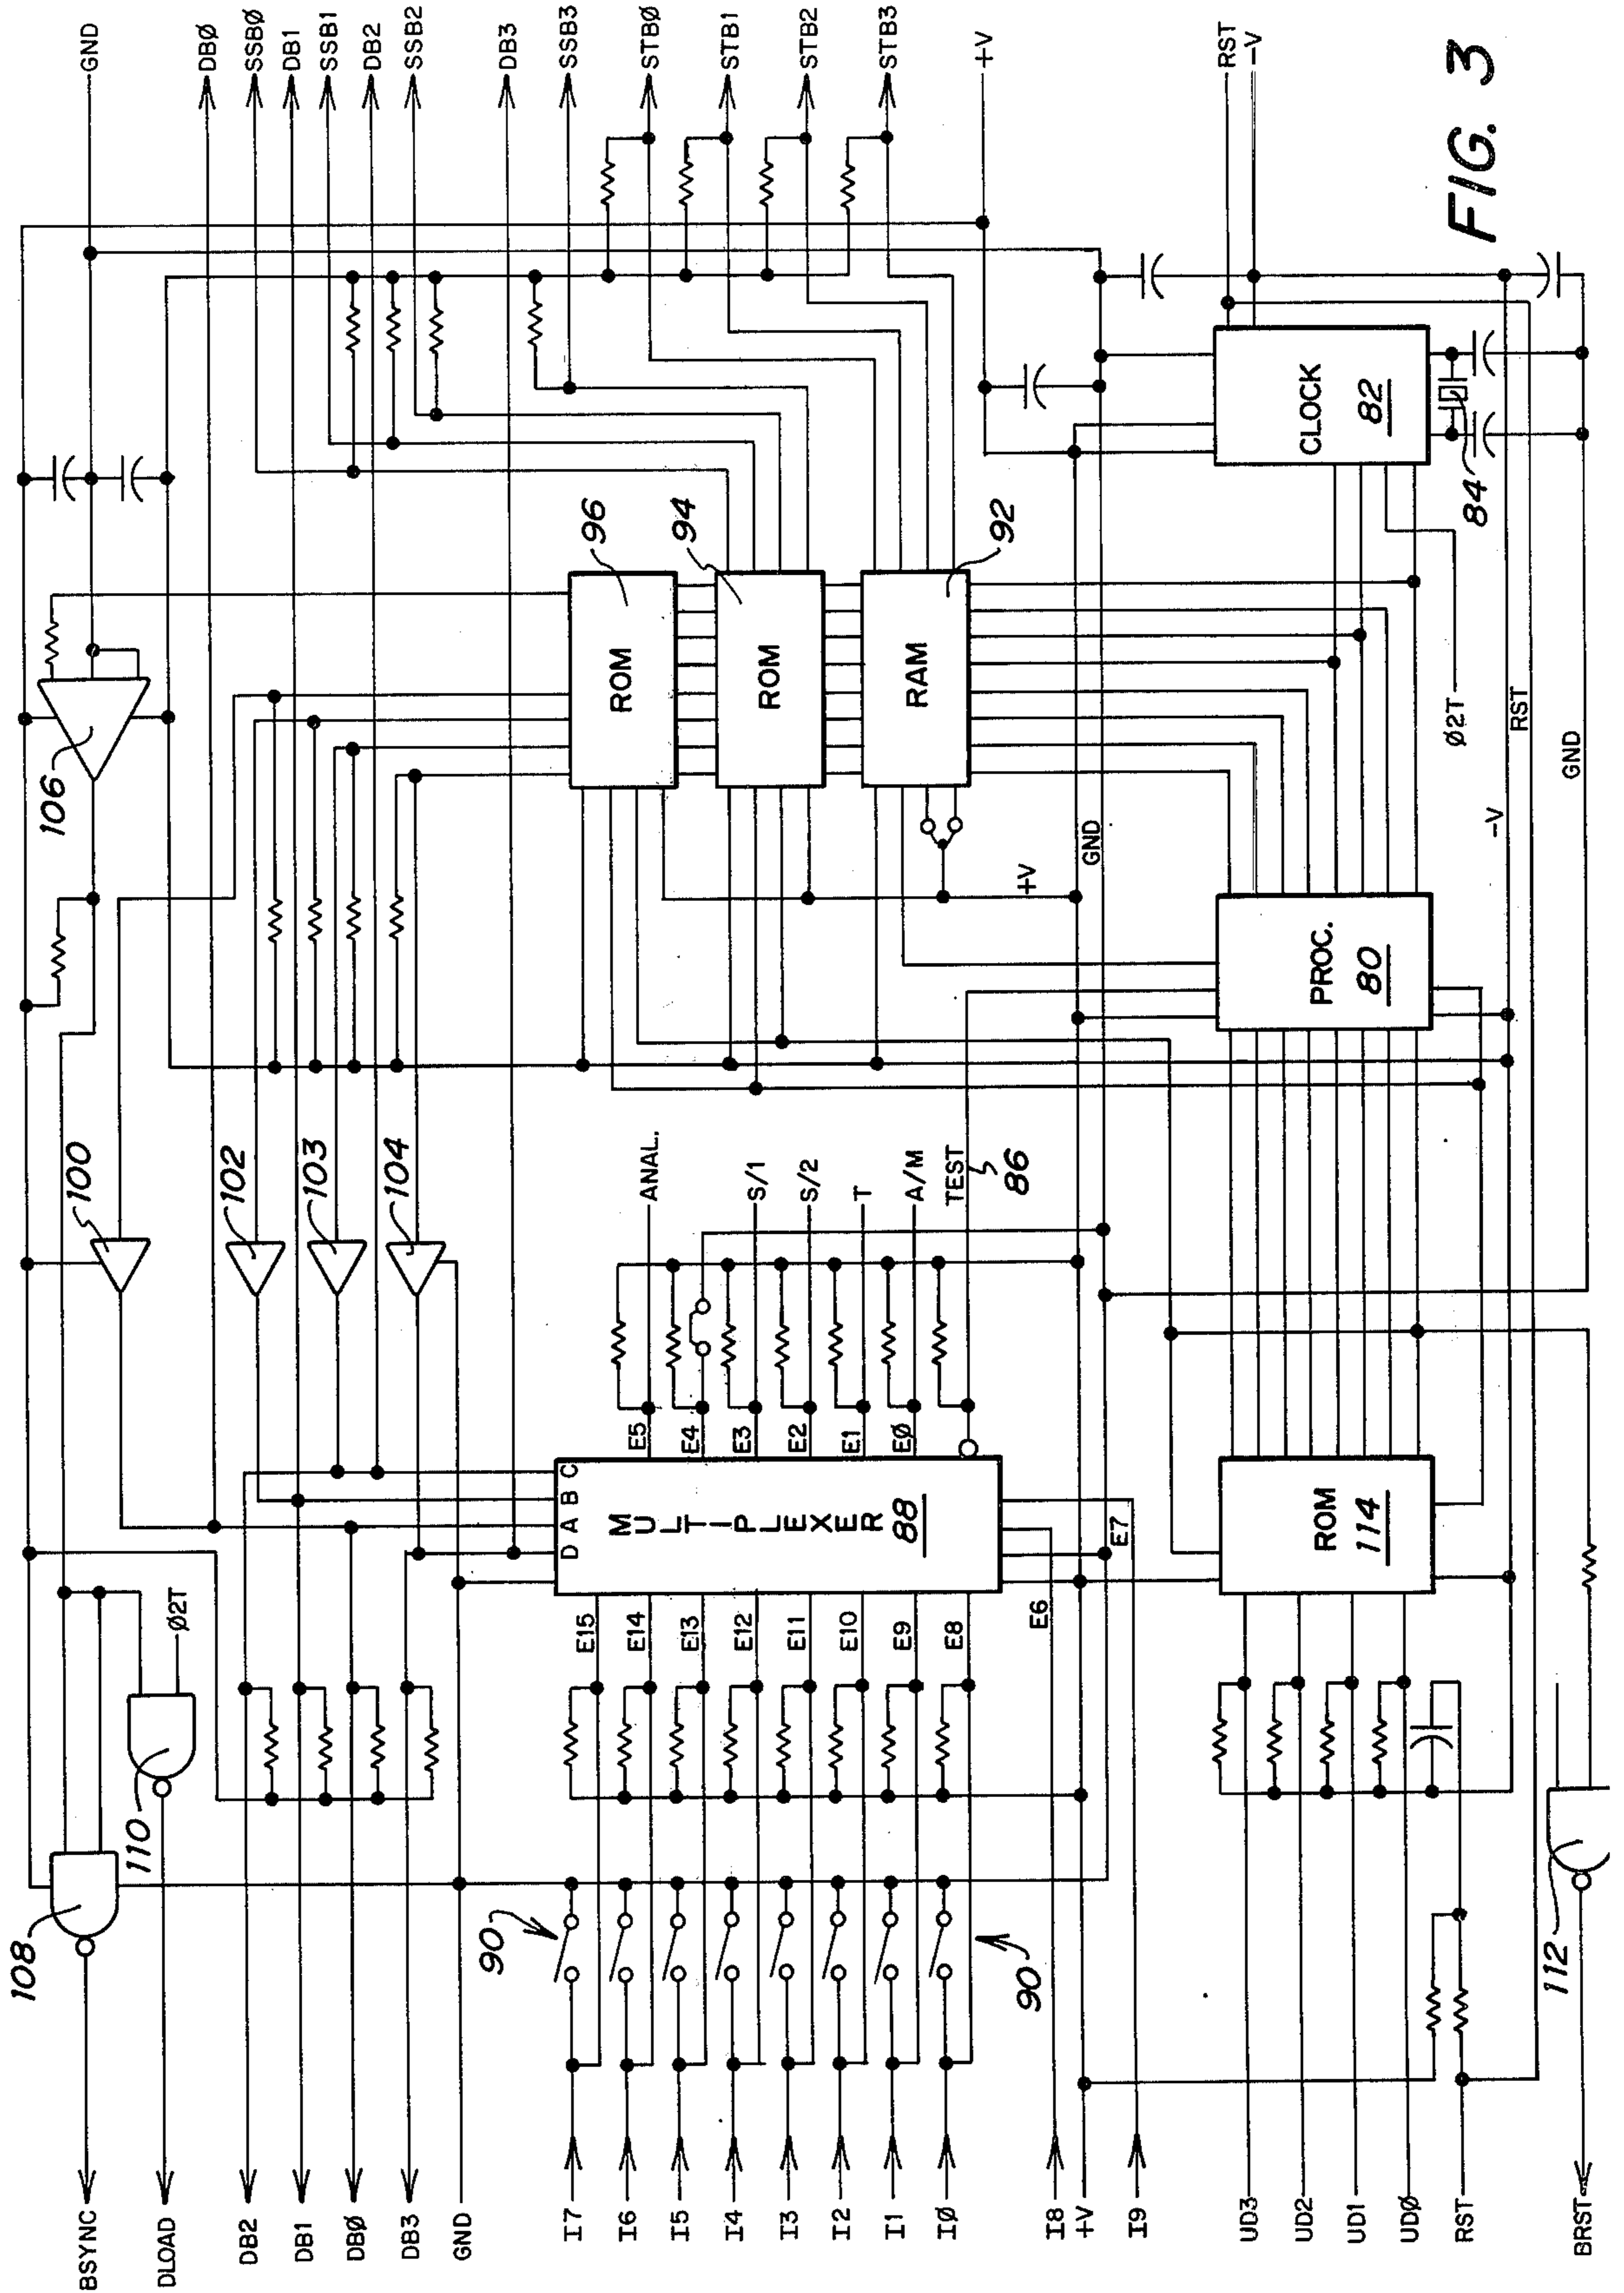 GND
DBØ
SSBØ
DB1
SSB1
DB2
SSB2
DB3
SSB3
STBØ
STB1
STB2
STB3
+V
RST
-V
FIG. 3
106
96
94
92
ROM
ROM
RAM
CLOCK
82
84
Ø2T
RST
GND
-V
+V
GND
PROC.
80
100
102
103
104
ANAL.
S/1
S/2
T
A/M
TEST
86
E5
E4
E3
E2
E1
EØ
D A B C
MULTIPLEXER
88
E15
E14
E13
E12
E11
E10
E9
E8
E6
E7
ROM
114
Ø2T
110
108
90
90
112
BSYNC
DLOAD
DB2
DB1
DBØ
DB3
GND
I7
I6
I5
I4
I3
I2
I1
IØ
I8
+V
I9
UD3
UD2
UD1
UDØ
RST
BRST